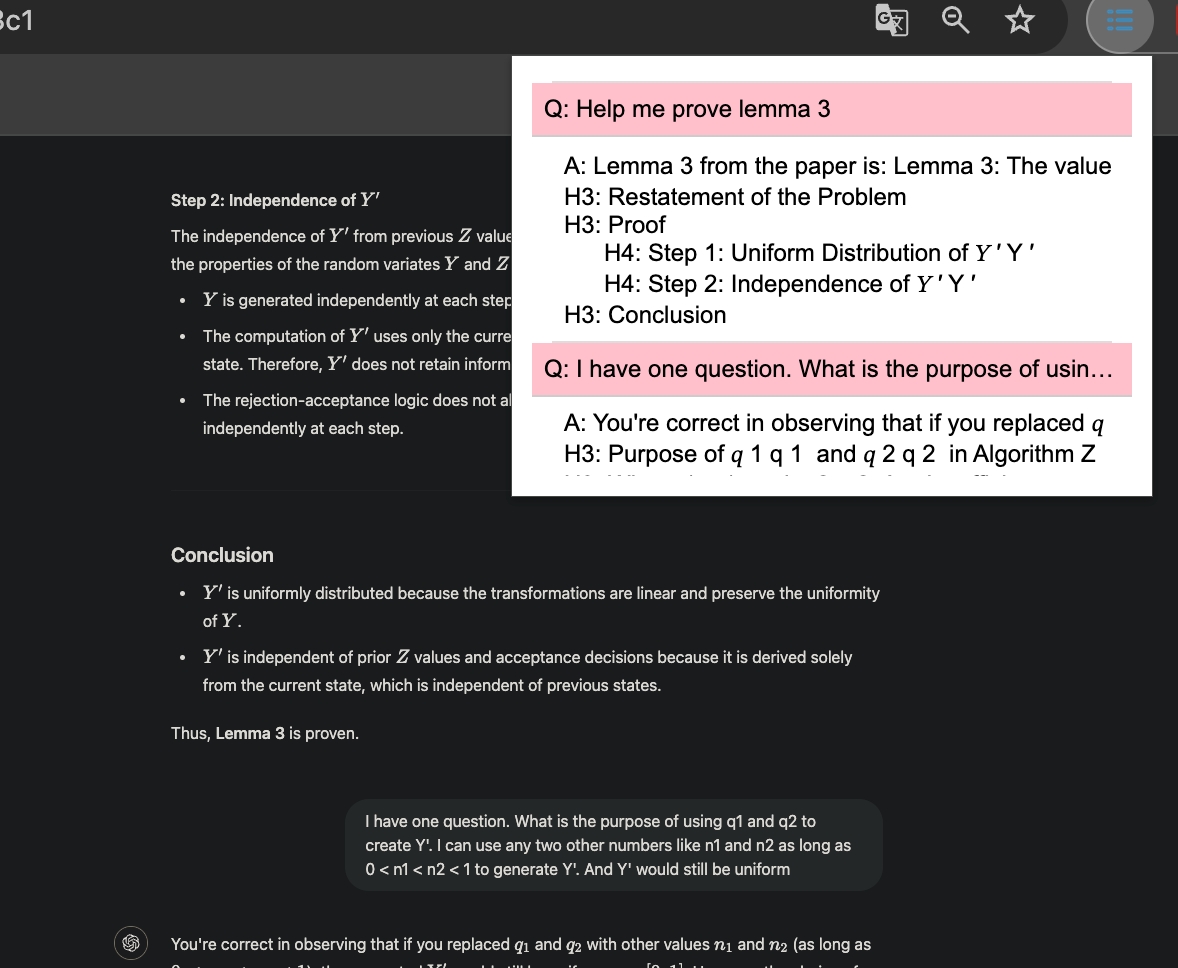 3c1
Q: Help me prove lemma 3
A: Lemma 3 from the paper is: Lemma 3: The value
H3: Restatement of the Problem
H3: Proof
H4: Step 1: Uniform Distribution of Y ′ Y ′
H4: Step 2: Independence of Y ′ Y ′
H3: Conclusion
Q: I have one question. What is the purpose of usin...
A: You're correct in observing that if you replaced q
H3: Purpose of q 1 q 1 and q 2 q 2 in Algorithm Z
Step 2: Independence of Y′
The independence of Y′ from previous Z value
the properties of the random variates Y and Z
• Y is generated independently at each step
• The computation of Y′ uses only the curre
state. Therefore, Y′ does not retain inform
• The rejection-acceptance logic does not al
independently at each step.
Conclusion
• Y′ is uniformly distributed because the transformations are linear and preserve the uniformity
of Y.
• Y′ is independent of prior Z values and acceptance decisions because it is derived solely
from the current state, which is independent of previous states.
Thus, Lemma 3 is proven.
I have one question. What is the purpose of using q1 and q2 to
create Y'. I can use any two other numbers like n1 and n2 as long as
0 < n1 < n2 < 1 to generate Y'. And Y' would still be uniform
You're correct in observing that if you replaced q₁ and q₂ with other values n₁ and n₂ (as long as